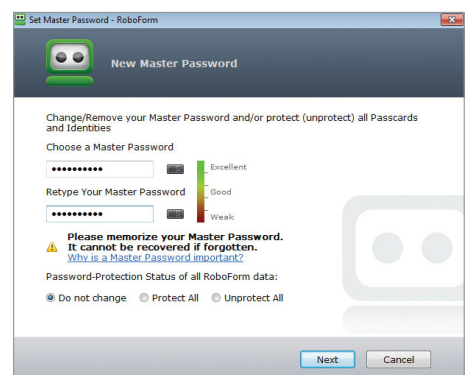 Set Master Password - RoboForm
New Master Password
Change/Remove your Master Password and/or protect (unprotect) all Passcards
and Identities
Choose a Master Password
••••••••••
Excellent
Retype Your Master Password
Good
••••••••••
Weak
Please memorize your Master Password.
It cannot be recovered if forgotten.
Why is a Master Password important?
Password-Protection Status of all RoboForm data:
Do not change Protect All Unprotect All
Next Cancel